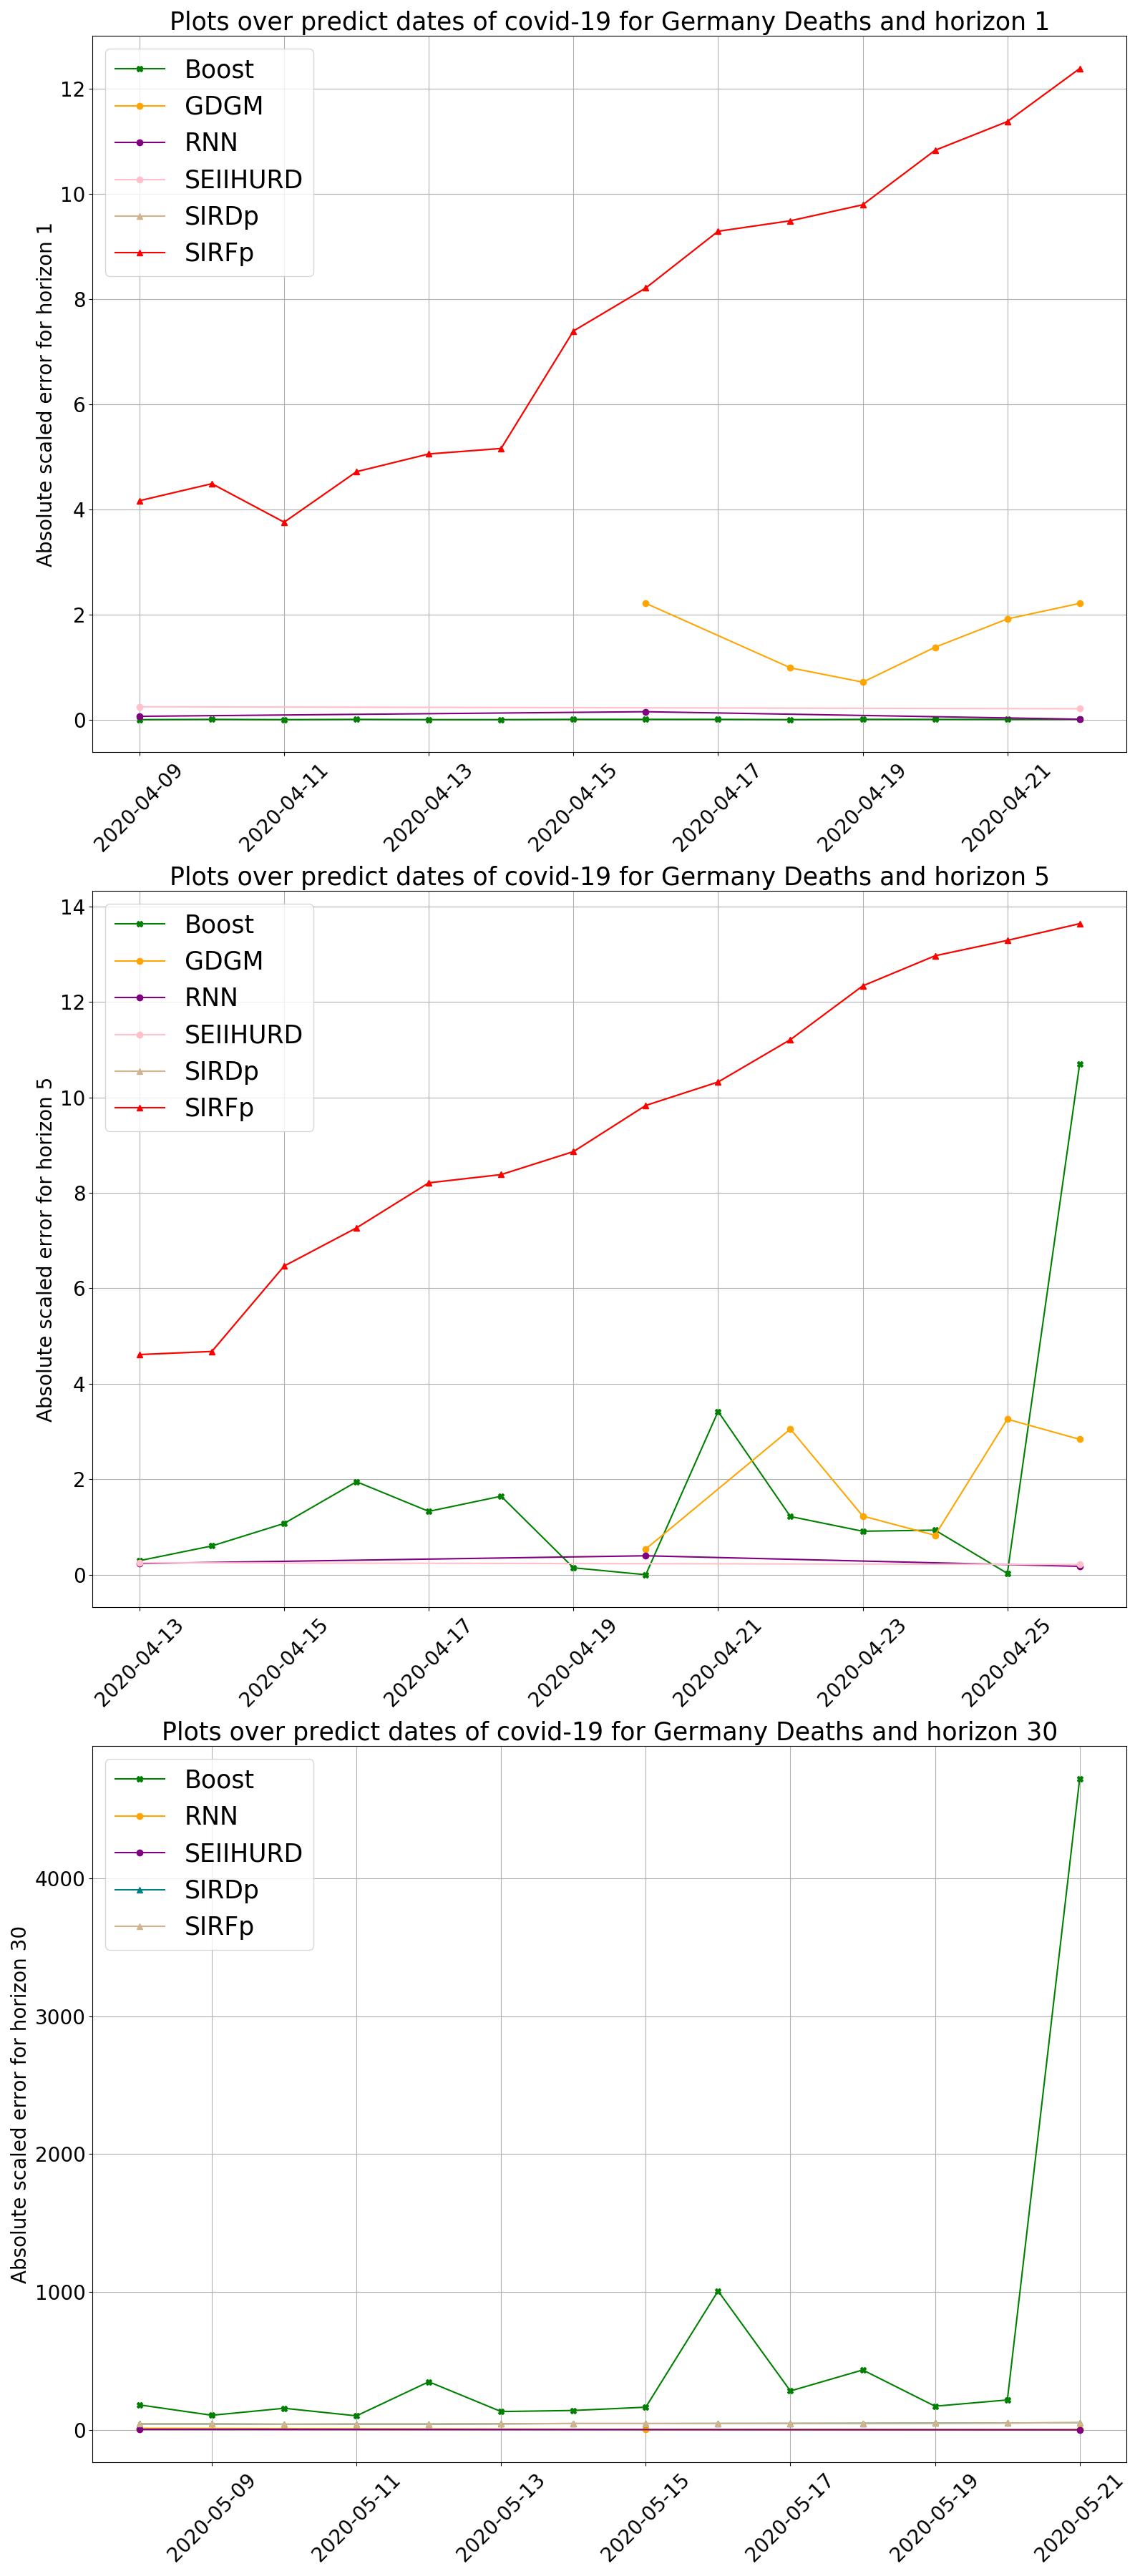 Plots over predict dates of covid-19 for Germany Deaths and horizon 1
Boost
GDGM
RNN
SEIIHURD
SIRDp
SIRFp
Absolute scaled error for horizon 1
12
10
8
6
4
2
0
2020-04-09
2020-04-11
2020-04-13
2020-04-15
2020-04-17
2020-04-19
2020-04-21
Plots over predict dates of covid-19 for Germany Deaths and horizon 5
Boost
GDGM
RNN
SEIIHURD
SIRDp
SIRFp
Absolute scaled error for horizon 5
14
12
10
8
6
4
2
0
2020-04-13
2020-04-15
2020-04-17
2020-04-19
2020-04-21
2020-04-23
2020-04-25
Plots over predict dates of covid-19 for Germany Deaths and horizon 30
Boost
RNN
SEIIHURD
SIRDp
SIRFp
Absolute scaled error for horizon 30
4000
3000
2000
1000
0
2020-05-09
2020-05-11
2020-05-13
2020-05-15
2020-05-17
2020-05-19
2020-05-21